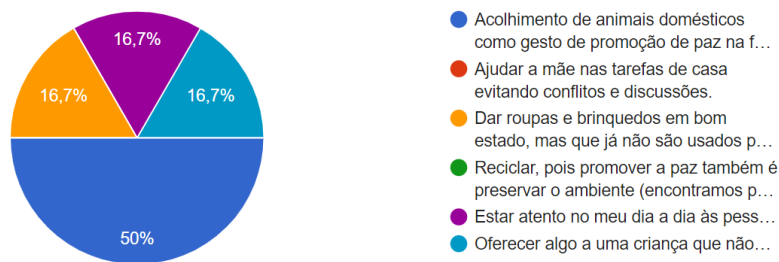 16,7%
16,7%
16,7%
50%
Acolhimento de animais domésticos
como gesto de promoção de paz na f…
Ajudar a mãe nas tarefas de casa
evitando conflitos e discussões.
Dar roupas e brinquedos em bom
estado, mas que já não são usados p…
Reciclar, pois promover a paz também é
preservar o ambiente (encontramos p…
Estar atento no meu dia a dia às pess…
Oferecer algo a uma criança que não…